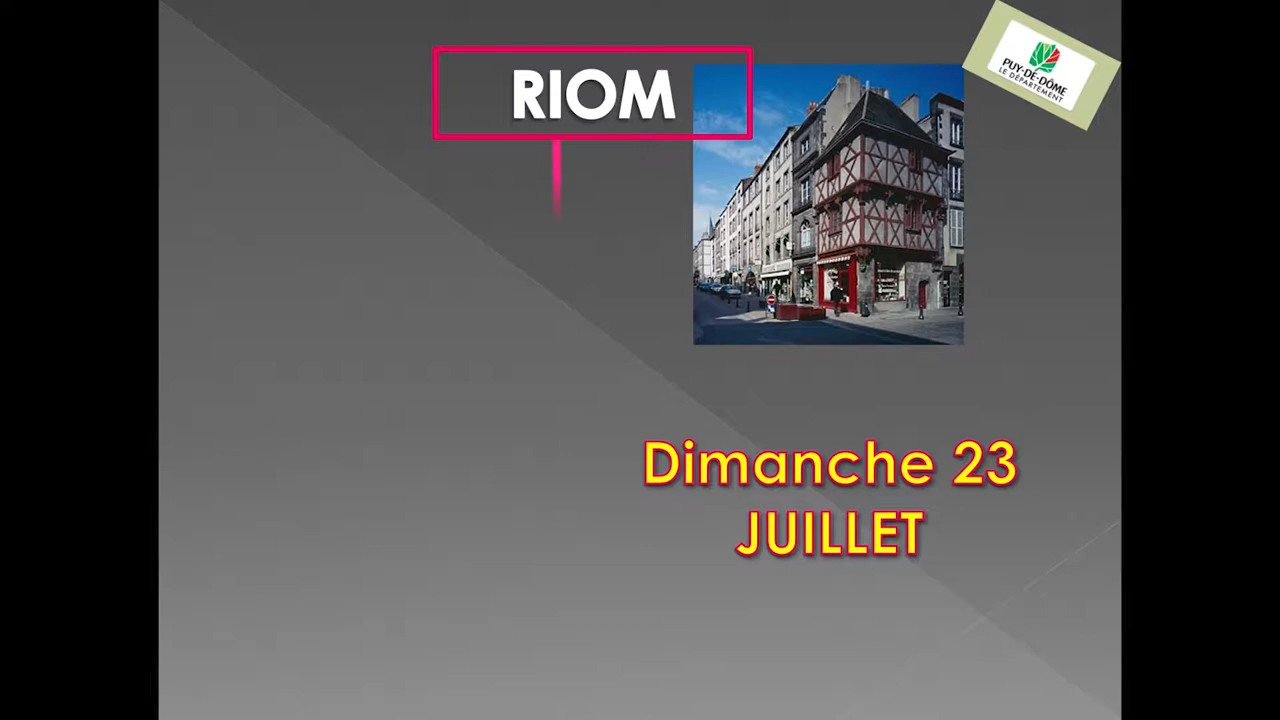 RIOM
PUY-DE-DÔME
LE DÉPARTEMENT
Dimanche 23
JUILLET